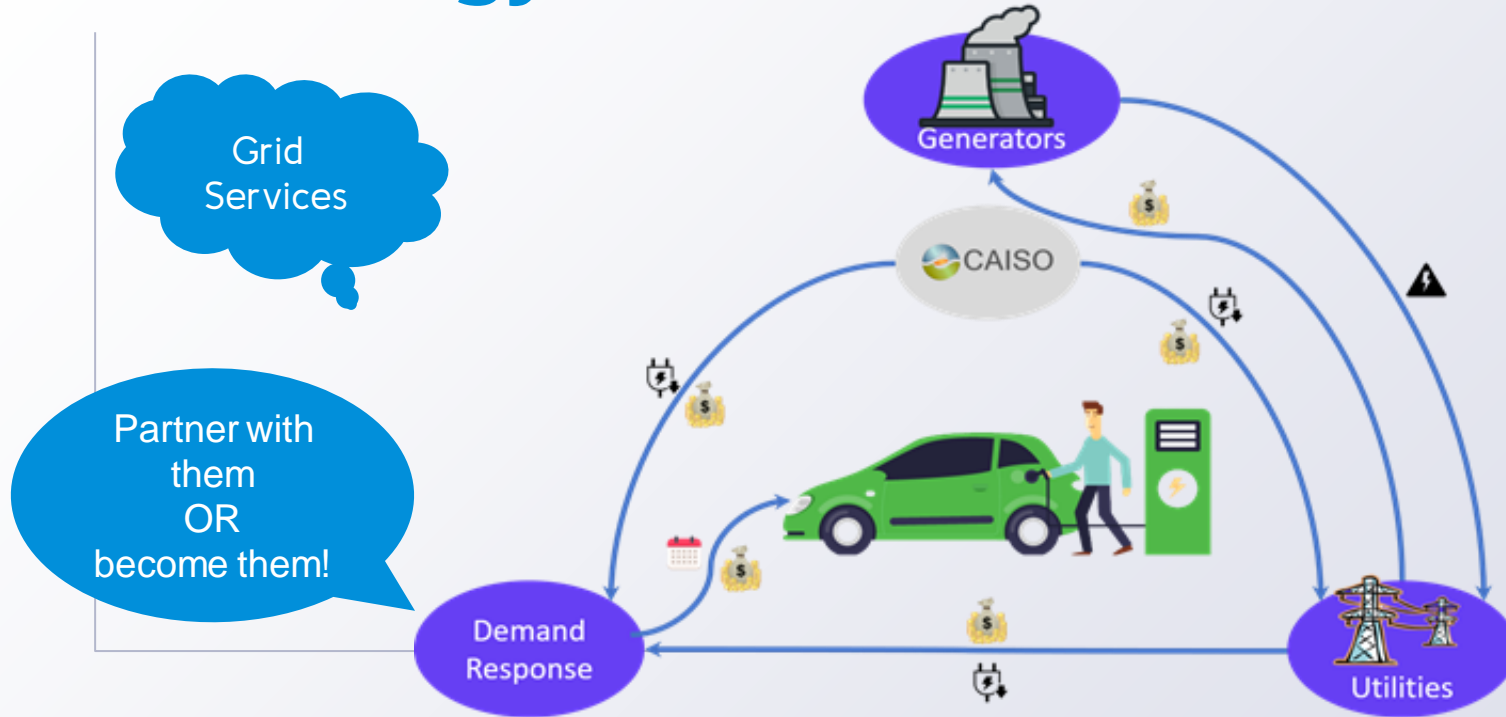 Grid
Services
Generators
CAISO
Partner with
them
OR
become them!
Demand
Response
Utilities